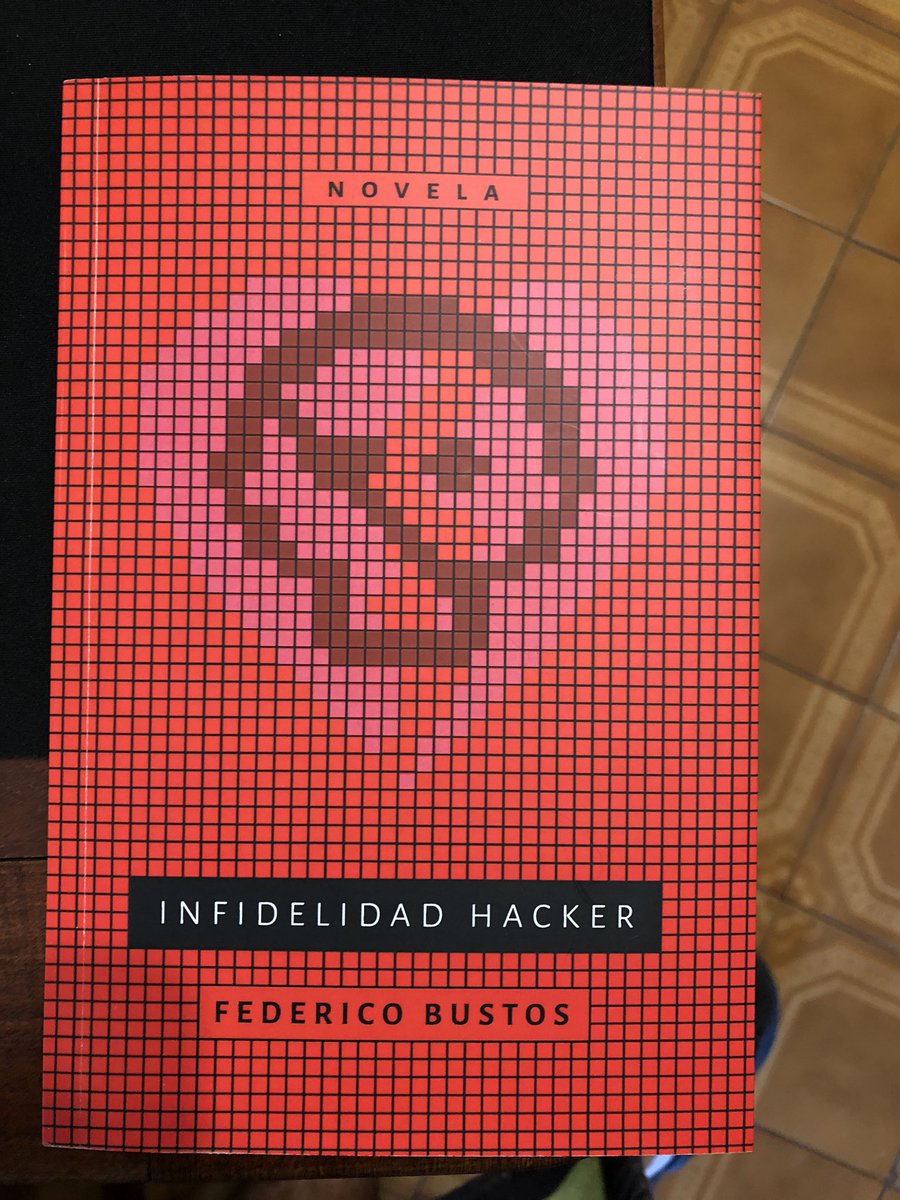 NOVELA
INFIDELIDAD HACKER
FEDERICO BUSTOS